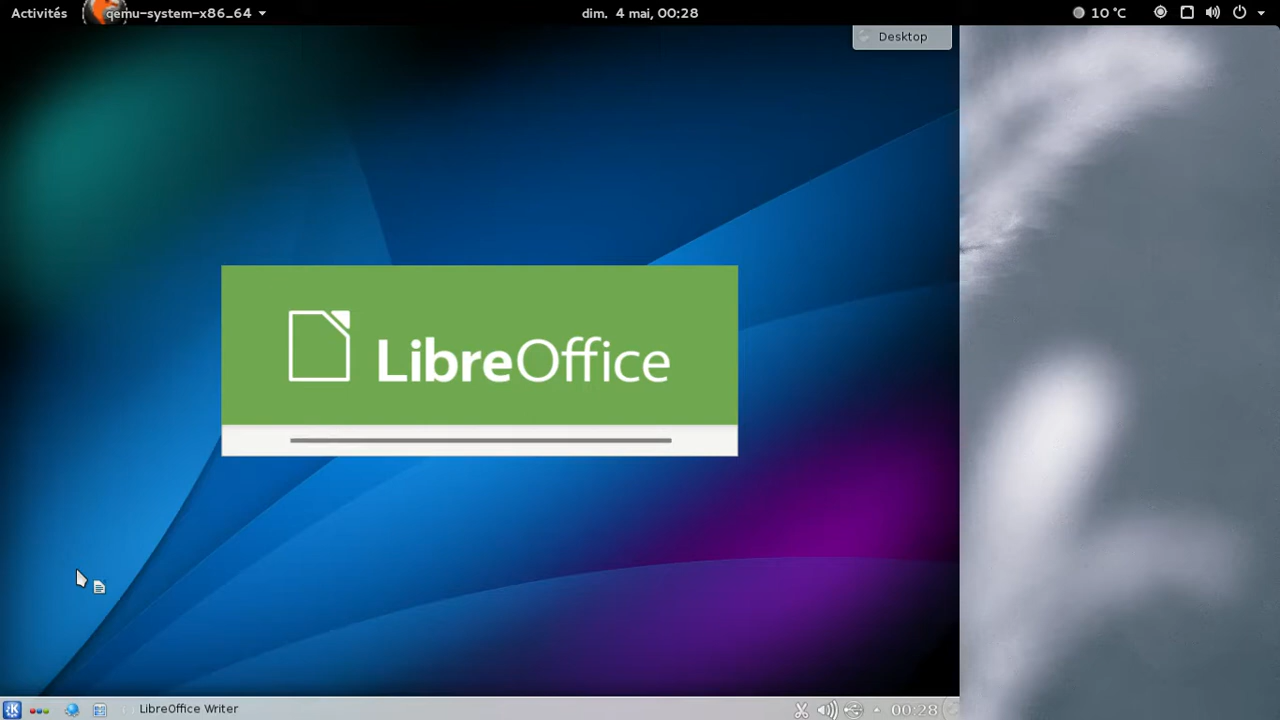 Activités
qemu-system-x86_64
dim. 4 mai, 00:28
10 °C
Desktop
LibreOffice
LibreOffice Writer
00:28